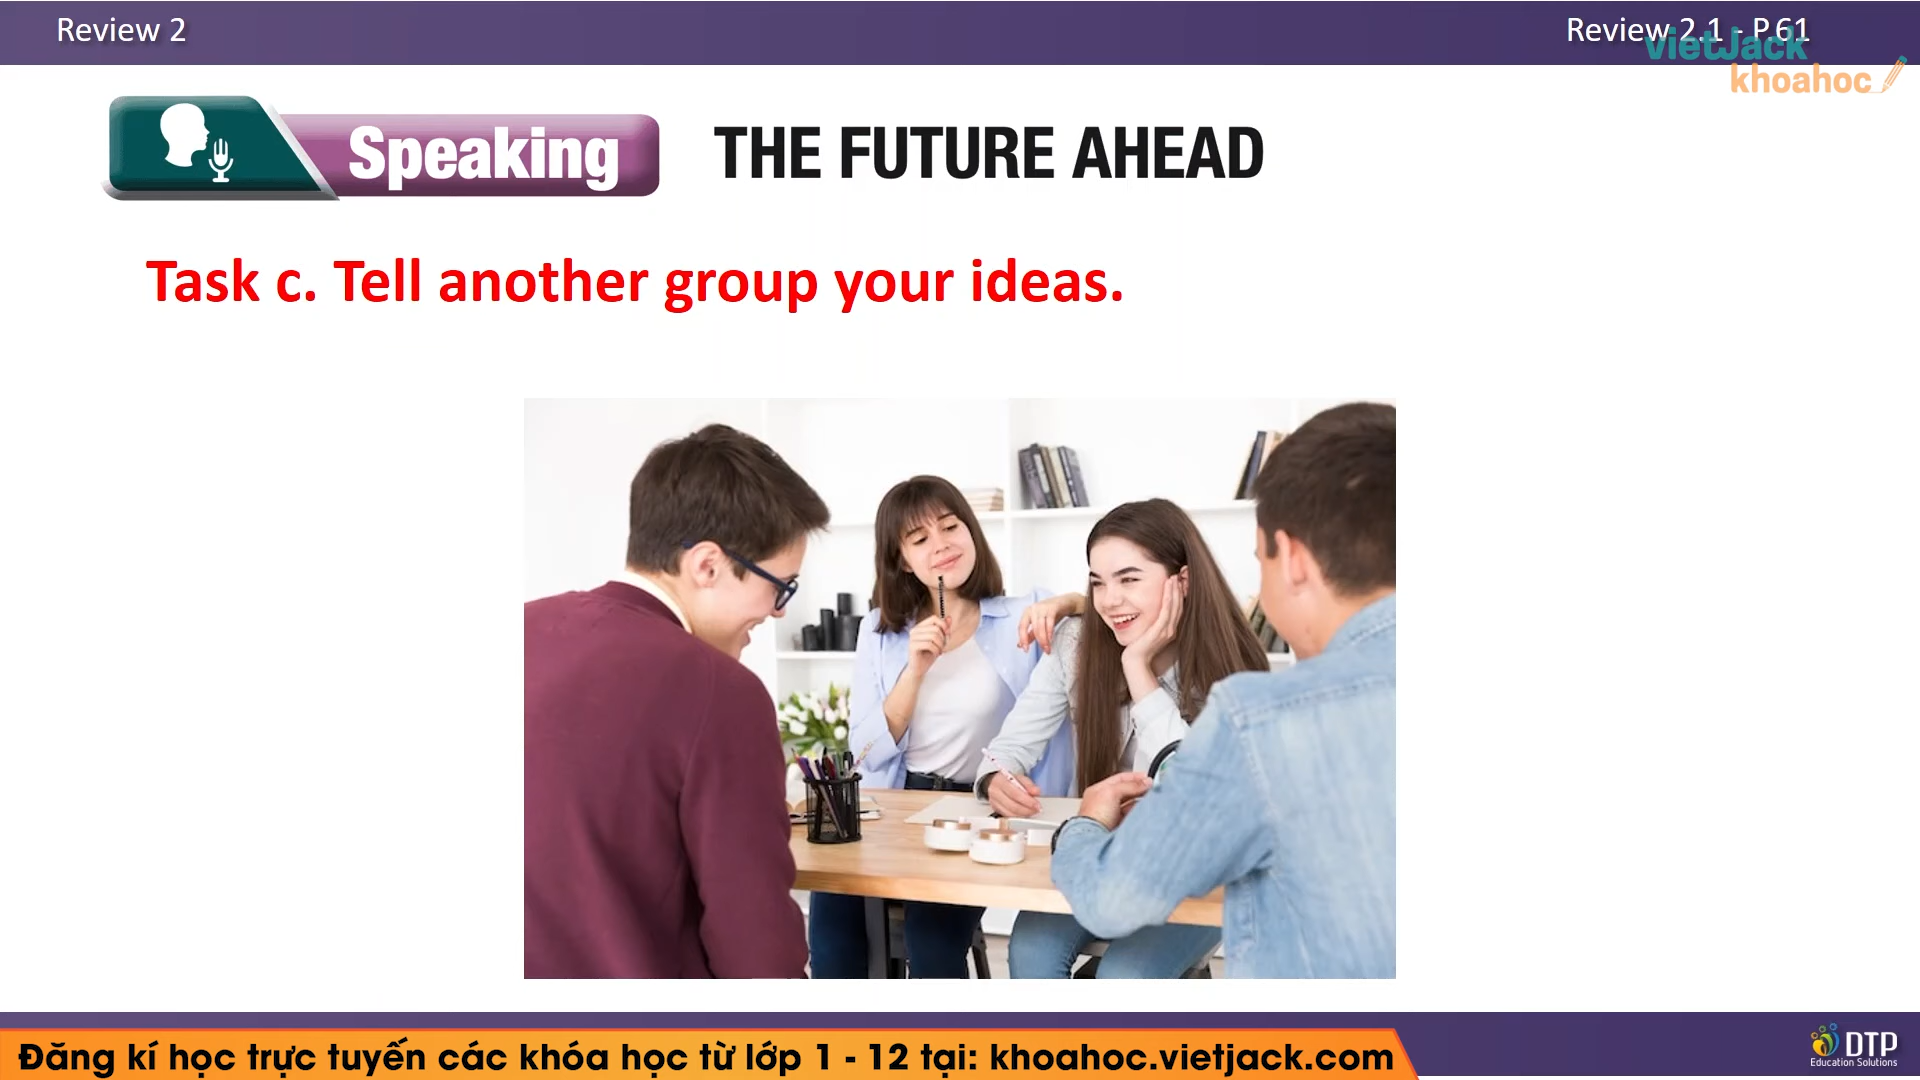 Review 2
Review 2.1 - P.61
vietJack
khoahoc
Speaking
THE FUTURE AHEAD
Task c. Tell another group your ideas.
Đăng kí học trực tuyến các khóa học từ lớp 1 - 12 tại: khoahoc.vietjack.com
DTP
Education Solutions